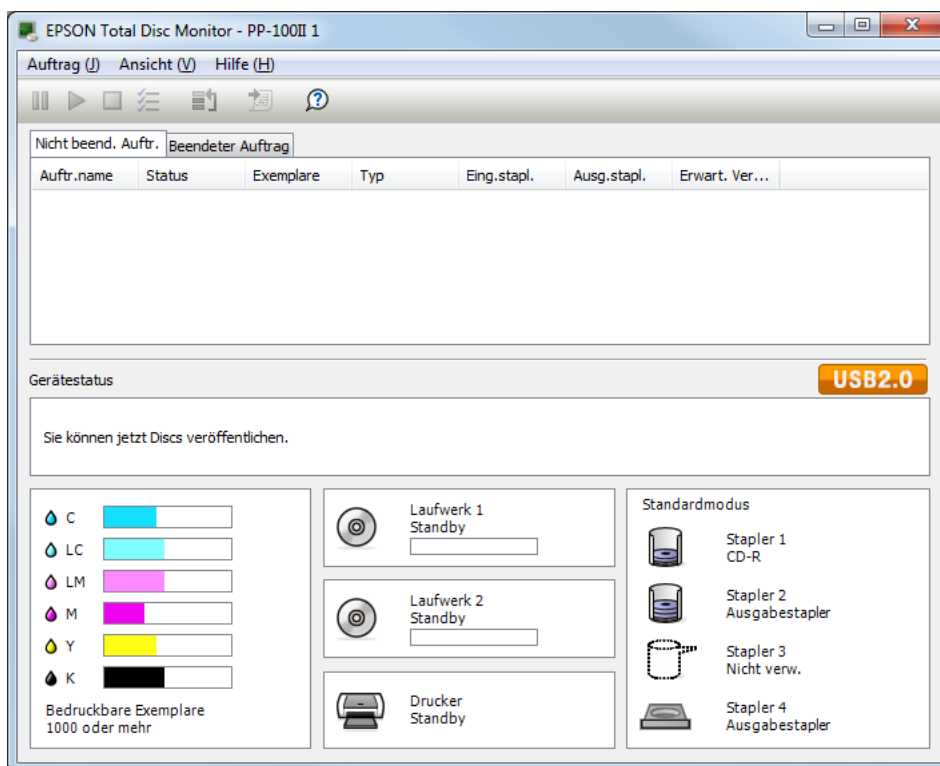 EPSON Total Disc Monitor - PP-100II 1
Auftrag (J) Ansicht (V) Hilfe (H)
Nicht beend. Auftr. Beendeter Auftrag
Auftr.name Status Exemplare Typ Eing.stapl. Ausg.stapl. Erwart. Ver...
Gerätestatus
USB2.0
Sie können jetzt Discs veröffentlichen.
C
LC
LM
M
Y
K
Bedruckbare Exemplare
1000 oder mehr
Laufwerk 1
Standby
Laufwerk 2
Standby
Drucker
Standby
Standardmodus
Stapler 1
CD-R
Stapler 2
Ausgabestapler
Stapler 3
Nicht verw.
Stapler 4
Ausgabestapler